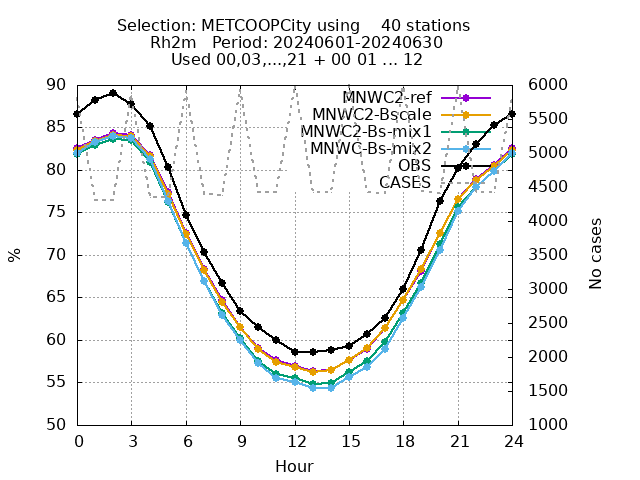 Selection: METCOOPCity using    40 stations
Rh2m   Period: 20240601-20240630
Used 00,03,...,21 + 00 01 ... 12
90
85
80
75
70
65
60
55
50
%
MNWC2-ref
MNWC2-Bscale
MNWC2-Bs-mix1
MNWC-Bs-mix2
OBS
CASES
6000
5500
5000
4500
4000
3500
3000
2500
2000
1500
1000
No cases
0 3 6 9 12 15 18 21 24
Hour